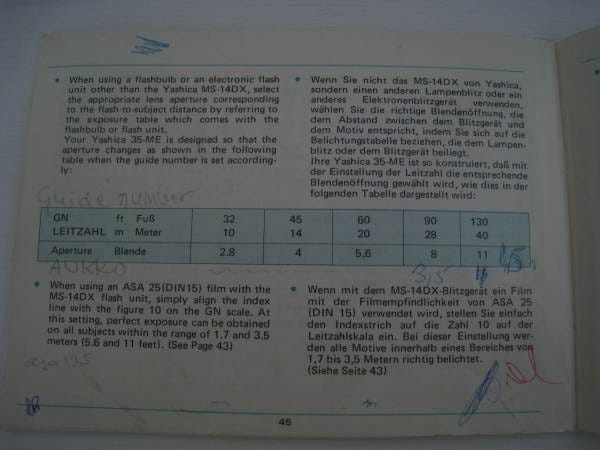 • When using a flashbulb or an electronic flash
unit other than the Yashica MS-14DX, select
the appropriate lens aperture corresponding
to the flash-to-subject distance by referring to
the exposure table which comes with the
flashbulb or flash unit.
Your Yashica 35-ME is designed so that the
aperture changes as shown in the following
table when the guide number is set according-
ly:
• Wenn Sie nicht das MS-14DX von Yashica,
sondern einen anderen Lampenblitz oder ein
anderes Elektronenblitzgerät verwenden,
wählen Sie die richtige Blendenöffnung, die
dem Abstand zwischen dem Blitzgerät und
dem Motiv entspricht, indem Sie sich auf die
Belichtungstabelle beziehen, die dem Lampen-
blitz oder dem Blitzgerät beiliegt.
Ihre Yashica 35-ME ist so konstruiert, daß mit
der Einstellung der Leitzahl die entsprechende
Blendenöffnung gewählt wird, wie dies in der
folgenden Tabelle dargestellt wird:
Guide number
GN ft Fuß 32 45 60 90 130
LEITZAHL m Meter 10 14 20 28 40
Aperture Blende 2.8 4 5.6 8 11
AUKKO
3,5
• When using an ASA 25(DIN15) film with the
MS-14DX flash unit, simply align the index
line with the figure 10 on the GN scale. At
this setting, perfect exposure can be obtained
on all subjects within the range of 1.7 and 3.5
meters (5.6 and 11 feet). (See Page 43)
• Wenn mit dem MS-14DX-Blitzgerät ein Film
mit der Filmempfindlichkeit von ASA 25
(DIN 15) verwendet wird, stellen Sie einfach
den Indexstrich auf die Zahl 10 auf der
Leitzahlskala ein. Bei dieser Einstellung wer-
den alle Motive innerhalb eines Bereiches von
1,7 bis 3,5 Metern richtig belichtet.
(Siehe Seite 43)
45